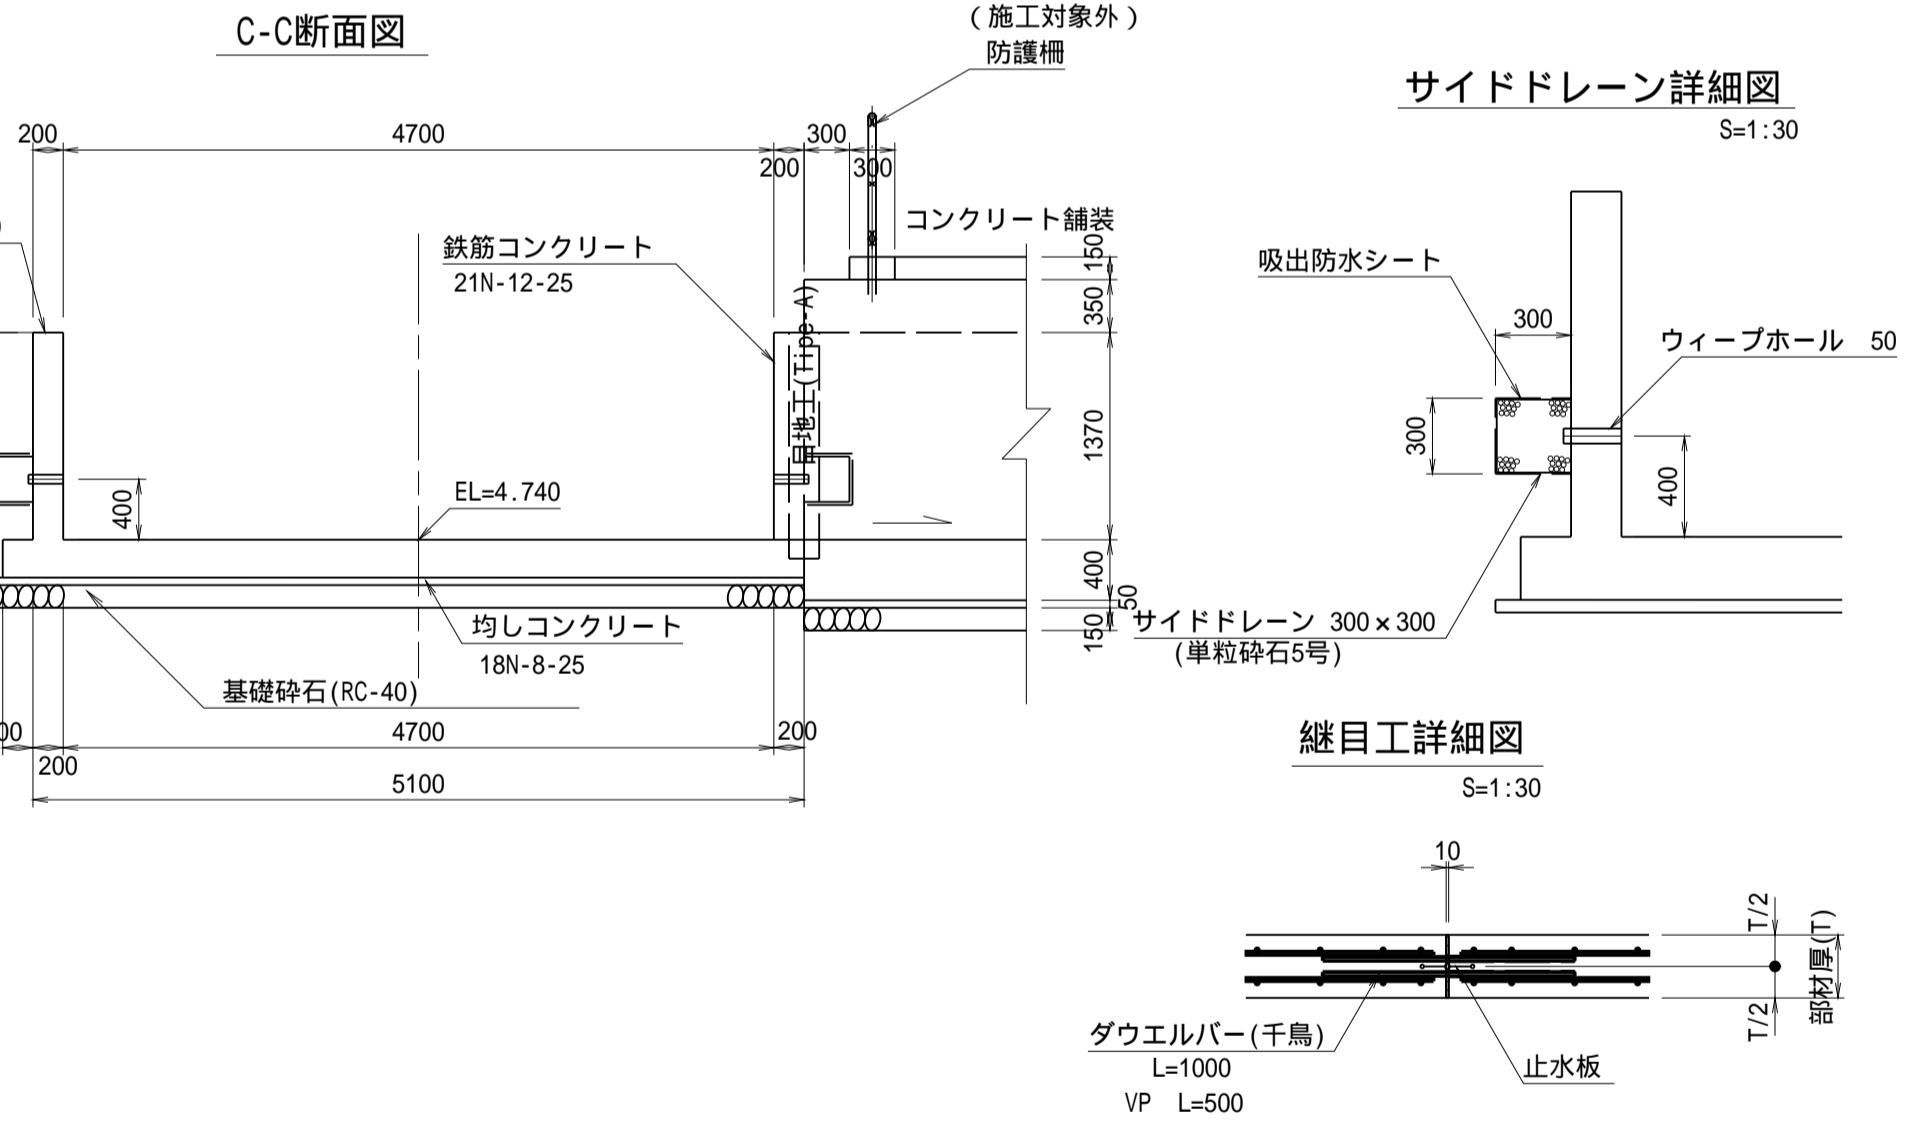 C-C断面図
(施工対象外)
防護柵
200
4700
200
300
300
コンクリート舗装
鉄筋コンクリート
21N-12-25
地工(Tipe-A)
150
350
1370
400
50
150
400
EL=4.740
均しコンクリート
18N-8-25
基礎砕石(RC-40)
00
200
4700
200
5100
サイドドレーン詳細図
S=1:30
吸出防水シート
300
300
ウィープホール 50
400
サイドドレーン 300×300
(単粒砕石5号)
継目工詳細図
S=1:30
10
T/2
T/2
部材厚(T)
ダウエルバー(千鳥)
L=1000
VP L=500
止水板